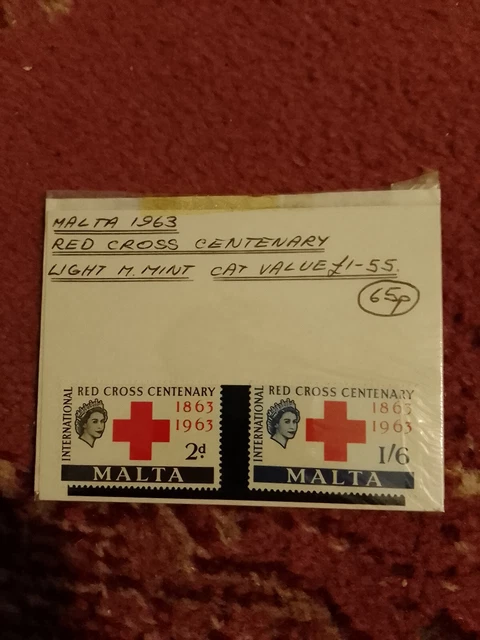 MALTA 1963
RED CROSS CENTENARY
LIGHT M. MINT CAT VALUE £1-55.
65p
INTERNATIONAL
RED CROSS CENTENARY
1863
1963
2d
MALTA
INTERNATIONAL
RED CROSS CENTENARY
1863
1963
1/6
MALTA